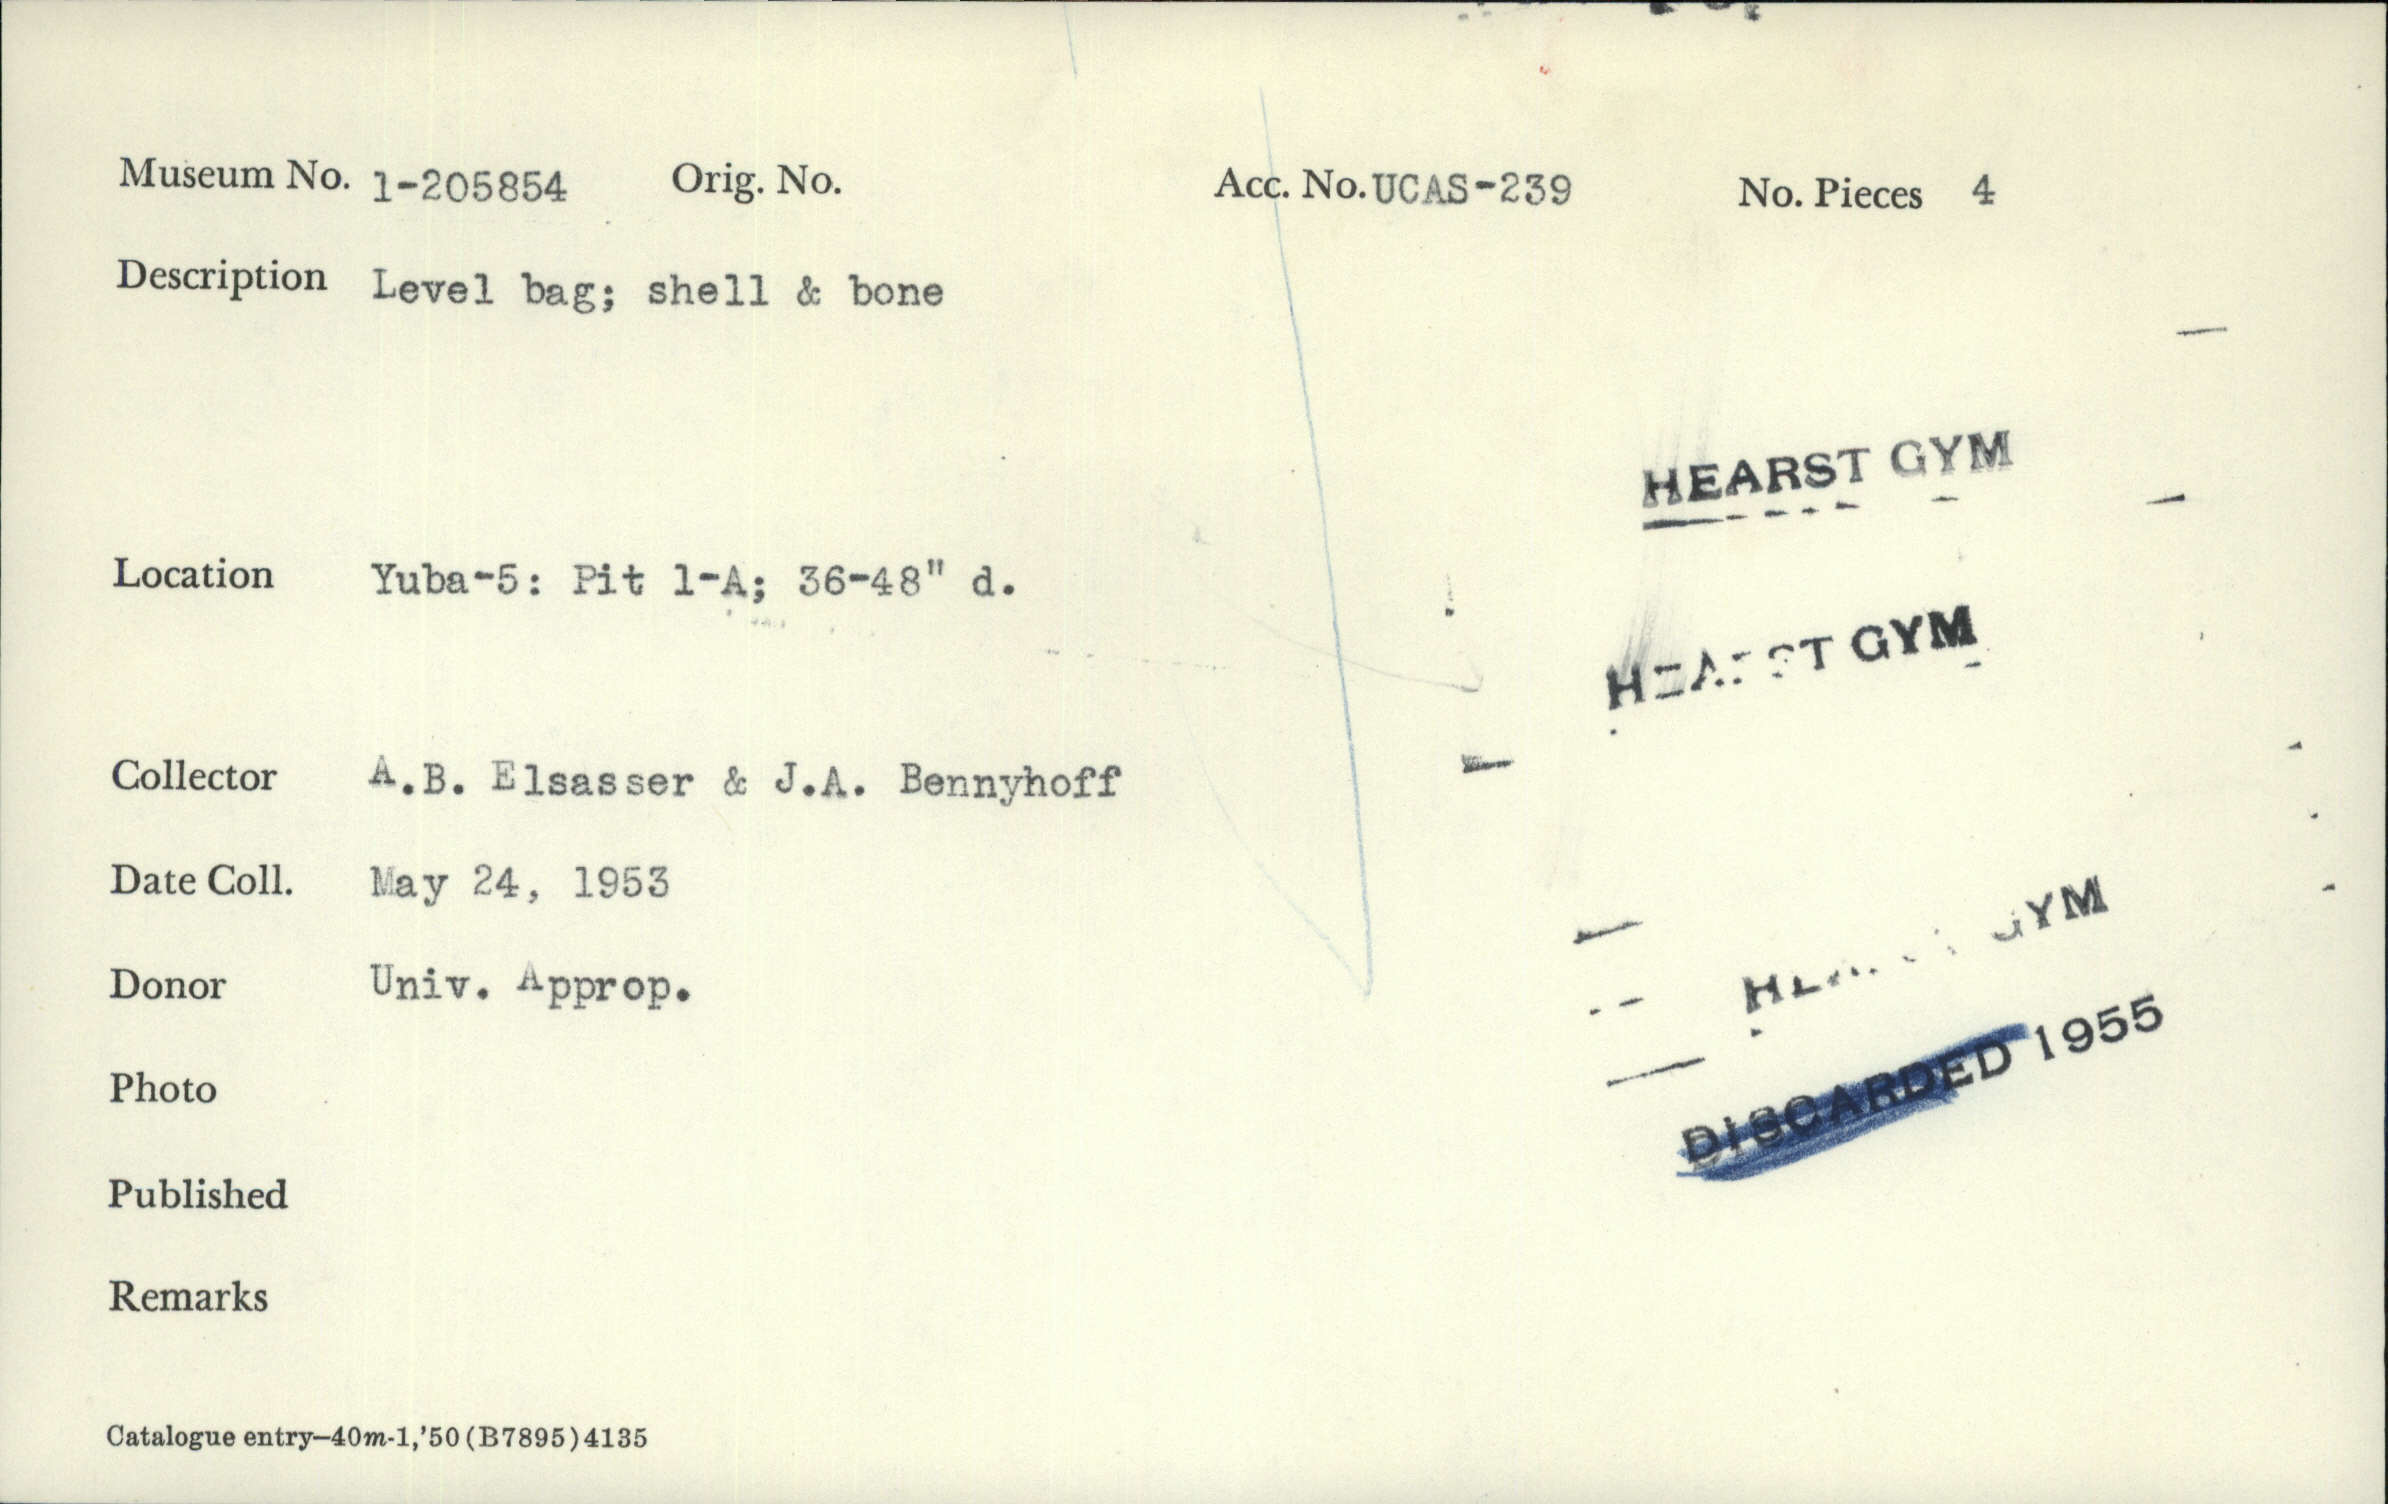 Museum No. 1-205854 Orig. No. Acc. No. UCAS-239 No. Pieces 4
Description Level bag; shell & bone
HEARST GYM
Location Yuba-5: Pit 1-A; 36-48" d.
HEARST GYM
Collector A.B. Elsasser & J.A. Bennyhoff
Date Coll. May 24, 1953
HEARST GYM
Donor Univ. Approp.
DISCARDED 1955
Photo
Published
Remarks
Catalogue entry—40m-1,'50(B7895)4135